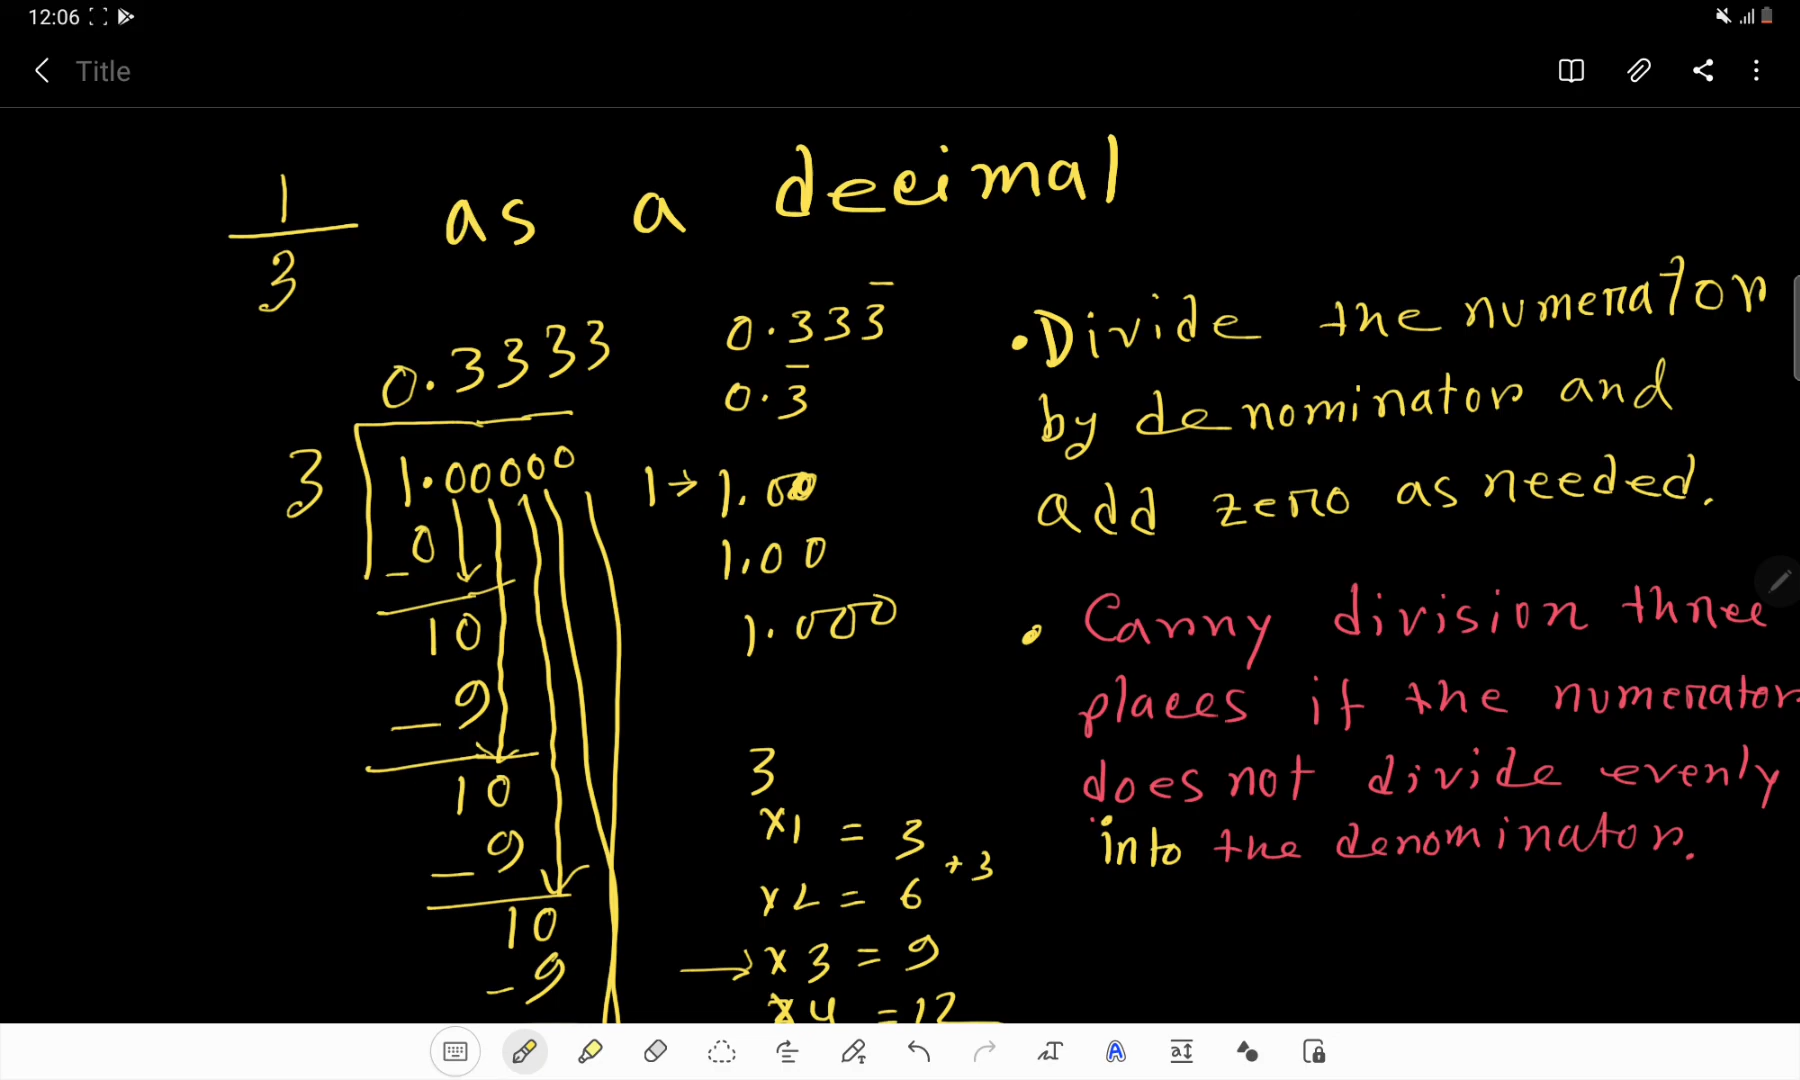 12:06
Title
1/3 as a decimal
0.3333
3 1.00000
- 0
10
- 9
10
- 9
10
- 9
0.333̅
0.3̅
1 → 1.00
1.00
1.000
3
x1 = 3
+3
x2 = 6
→ x3 = 9
x4 = 12
• Divide the numerator
by denominator and
add zero as needed.
• Carry division three
places if the numerator
does not divide evenly
into the denominator.